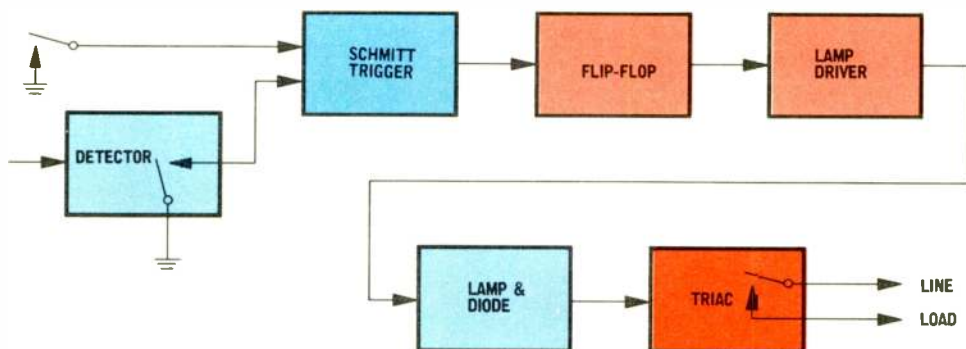 SCHMITT
TRIGGER
FLIP-FLOP
LAMP
DRIVER
DETECTOR
LAMP &
DIODE
TRIAC
LINE
LOAD